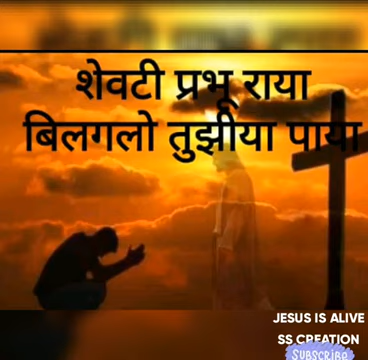 शेवटी प्रभू राया
बिलगलो तुझीया पाया
JESUS IS ALIVE
SS CREATION
SUBSCRIBE